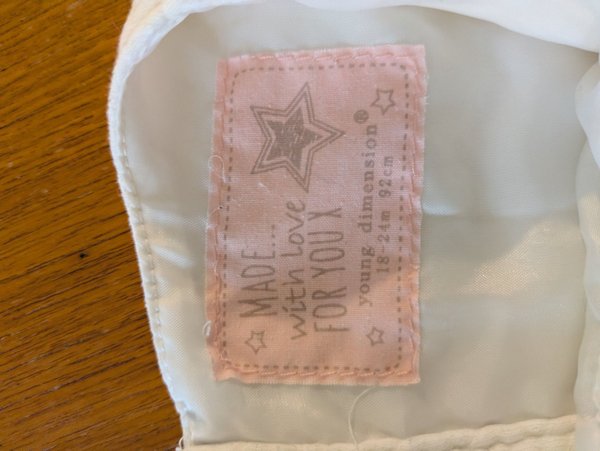 MADE....
with Love
FOR YOU X
young dimension®
18-24m 92cm